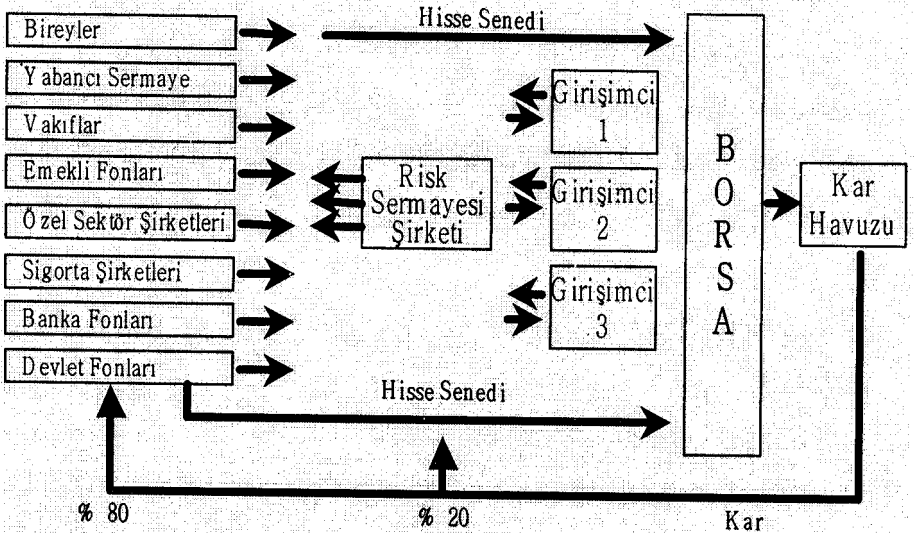 Hisse Senedi
Bireyler
Yabancı Sermaye
Vakıflar
Emekli Fonları
Özel Sektör Şirketleri
Sigorta Şirketleri
Banka Fonları
Devlet Fonları
Risk
Sermayesi
Şirketi
Girişimci
1
Girişimci
2
Girişimci
3
B
O
R
S
A
Kar
Havuzu
Hisse Senedi
% 80
% 20
Kar